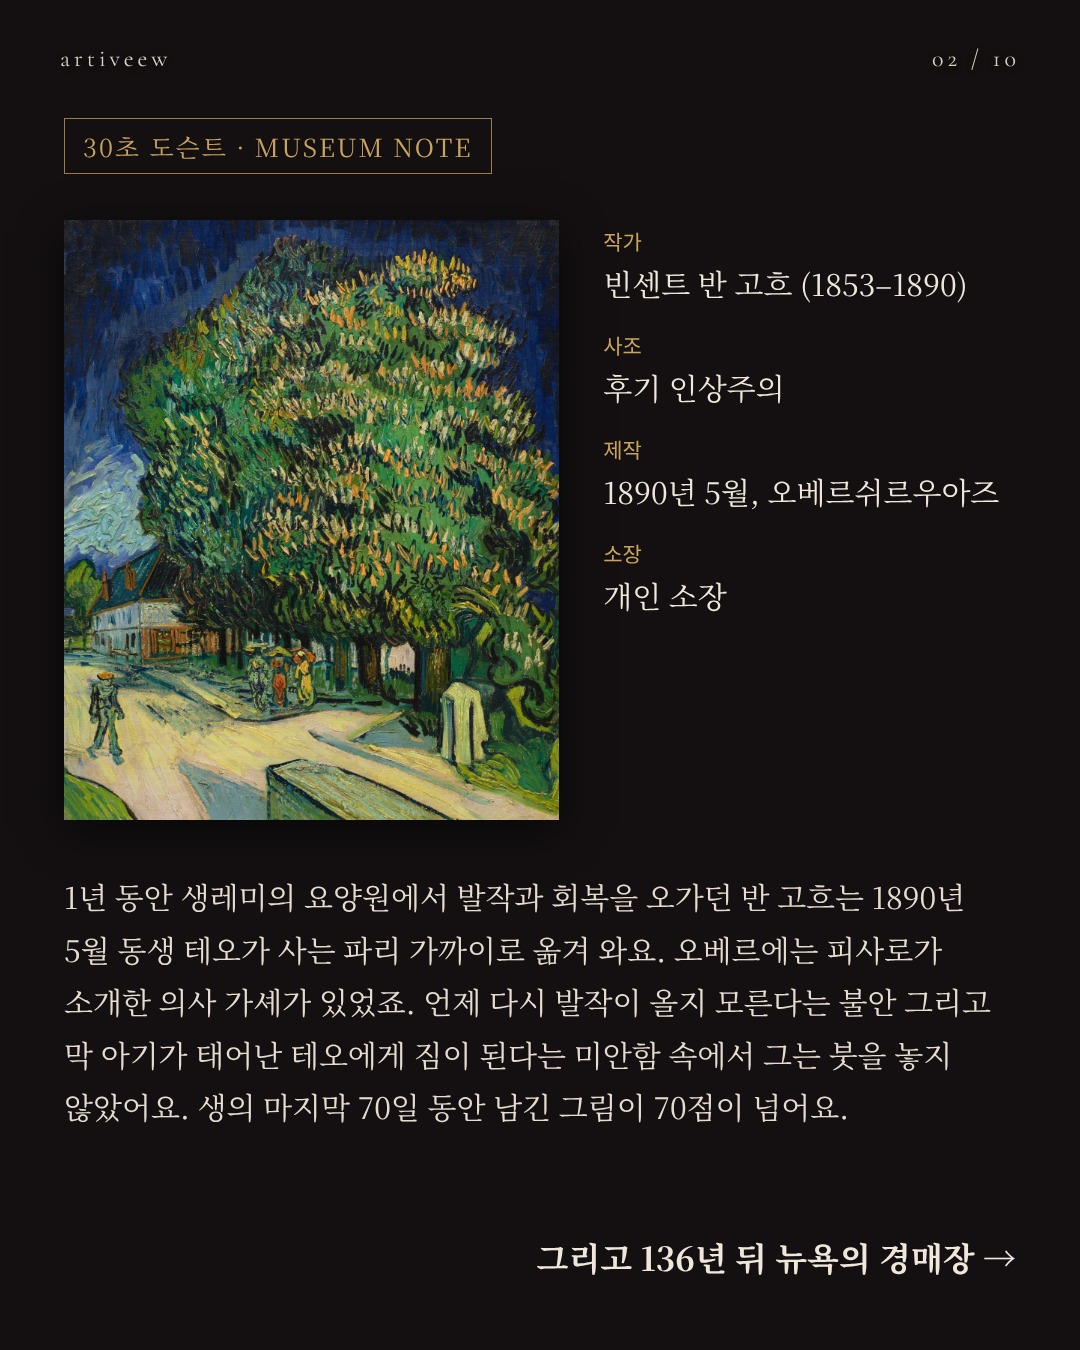 artiveew
02 / 10
30초 도슨트 · MUSEUM NOTE
작가
빈센트 반 고흐 (1853–1890)
사조
후기 인상주의
제작
1890년 5월, 오베르쉬르우아즈
소장
개인 소장
1년 동안 생레미의 요양원에서 발작과 회복을 오가던 반 고흐는 1890년
5월 동생 테오가 사는 파리 가까이로 옮겨 와요. 오베르에는 피사로가
소개한 의사 가셰가 있었죠. 언제 다시 발작이 올지 모른다는 불안 그리고
막 아기가 태어난 테오에게 짐이 된다는 미안함 속에서 그는 붓을 놓지
않았어요. 생의 마지막 70일 동안 남긴 그림이 70점이 넘어요.
그리고 136년 뒤 뉴욕의 경매장 →